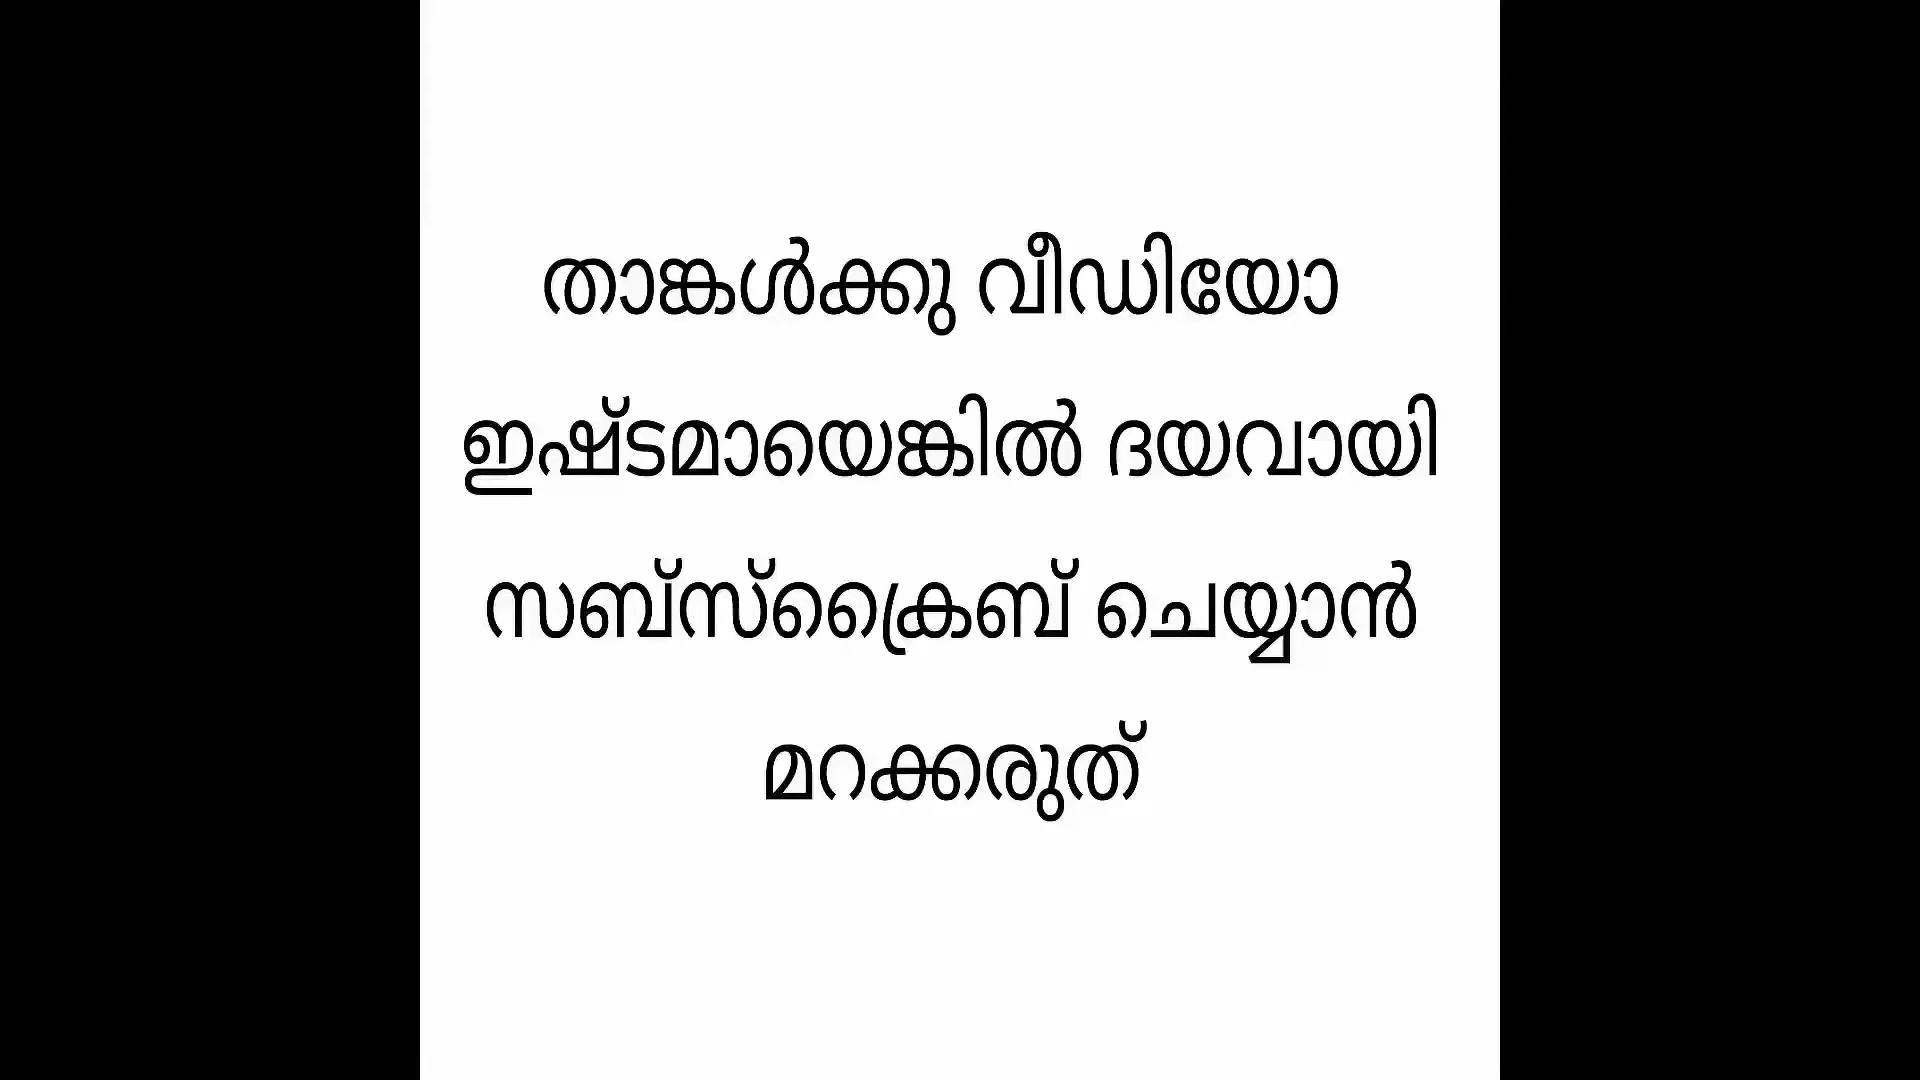 താങ്കൾക്കു വീഡിയോ
ഇഷ്ടമായെങ്കിൽ ദയവായി
സബ്സ്ക്രൈബ് ചെയ്യാൻ
മറക്കരുത്